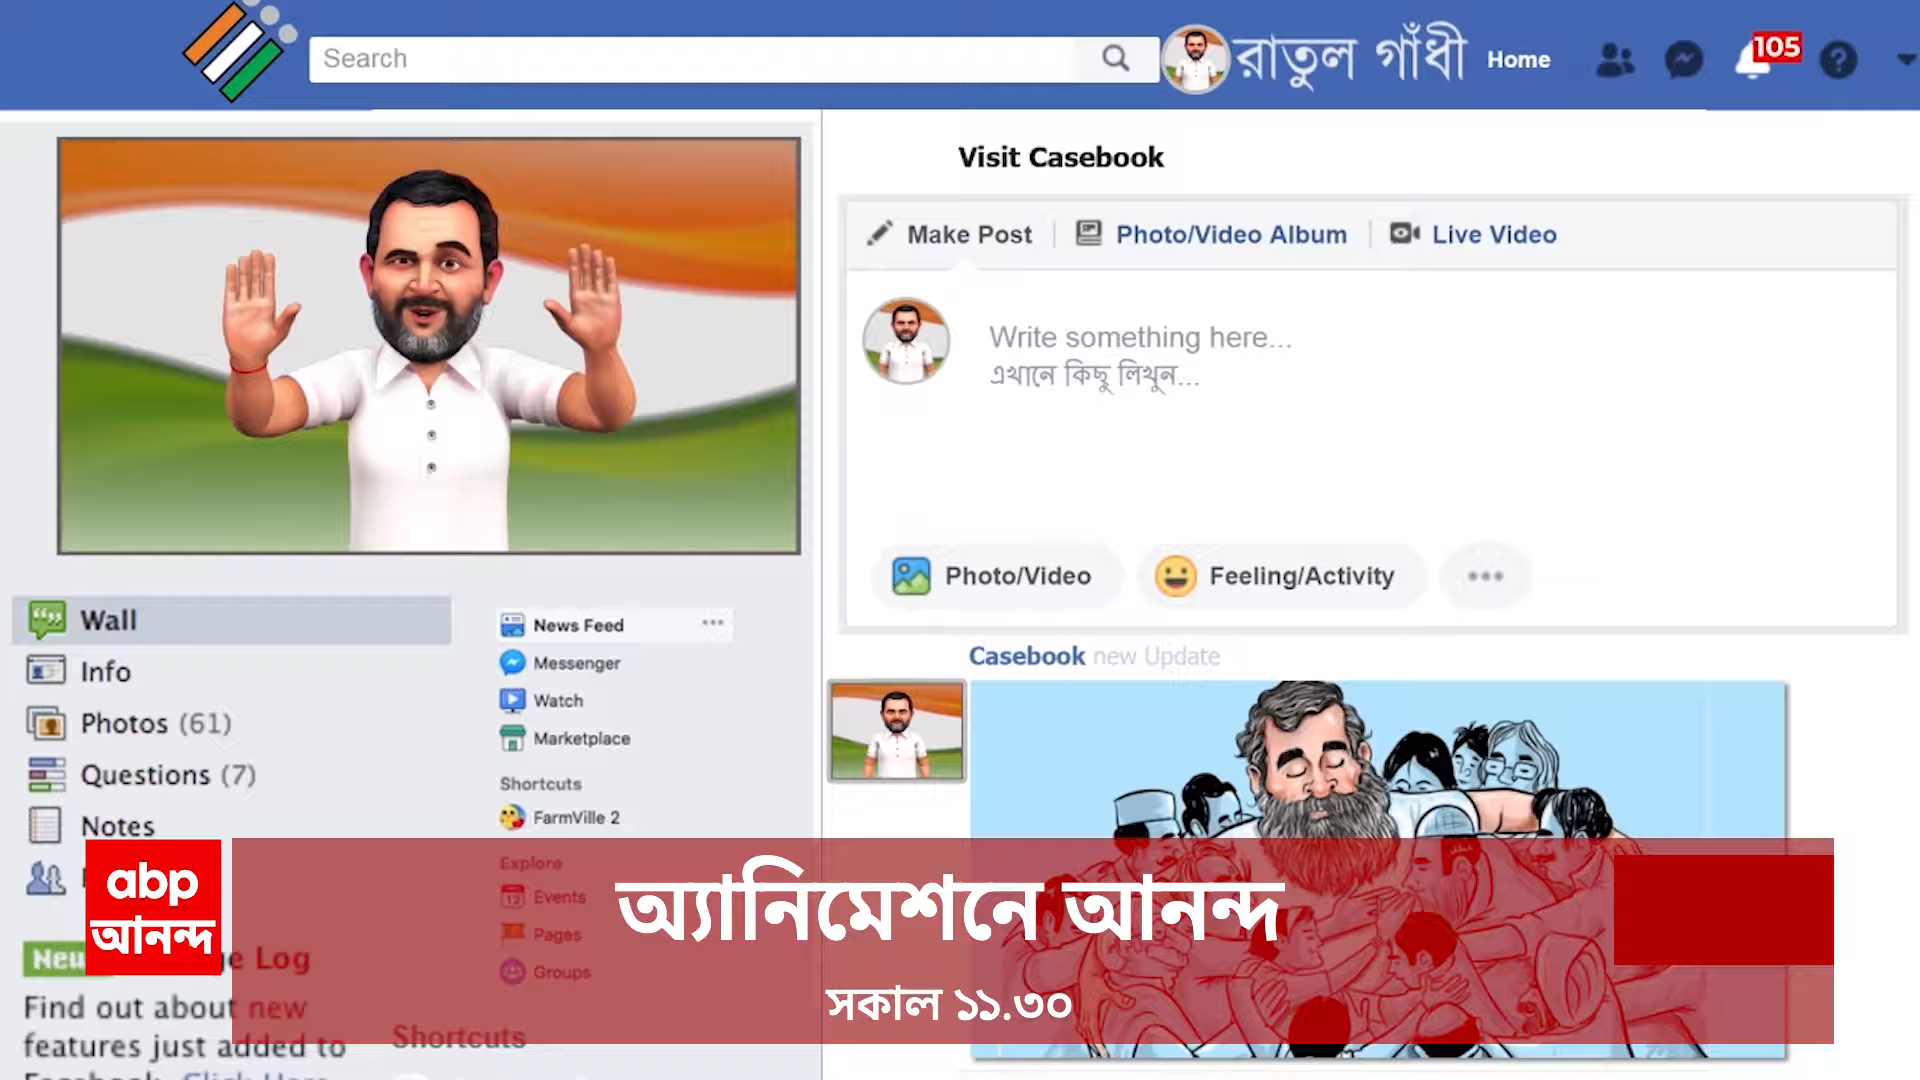 Search
রাতুল গাঁধী
Home
105
Visit Casebook
Make Post
Photo/Video Album
Live Video
Write something here...
এখানে কিছু লিখুন...
Photo/Video
Feeling/Activity
Casebook new Update
Wall
Info
Photos (61)
Questions (7)
Notes
News Feed
Messenger
Watch
Marketplace
Shortcuts
FarmVille 2
Explore
Events
Pages
Groups
Shortcuts
Log
Find out about new
features just added to
abp
আনন্দ
অ্যানিমেশনে আনন্দ
সকাল ১১.৩০